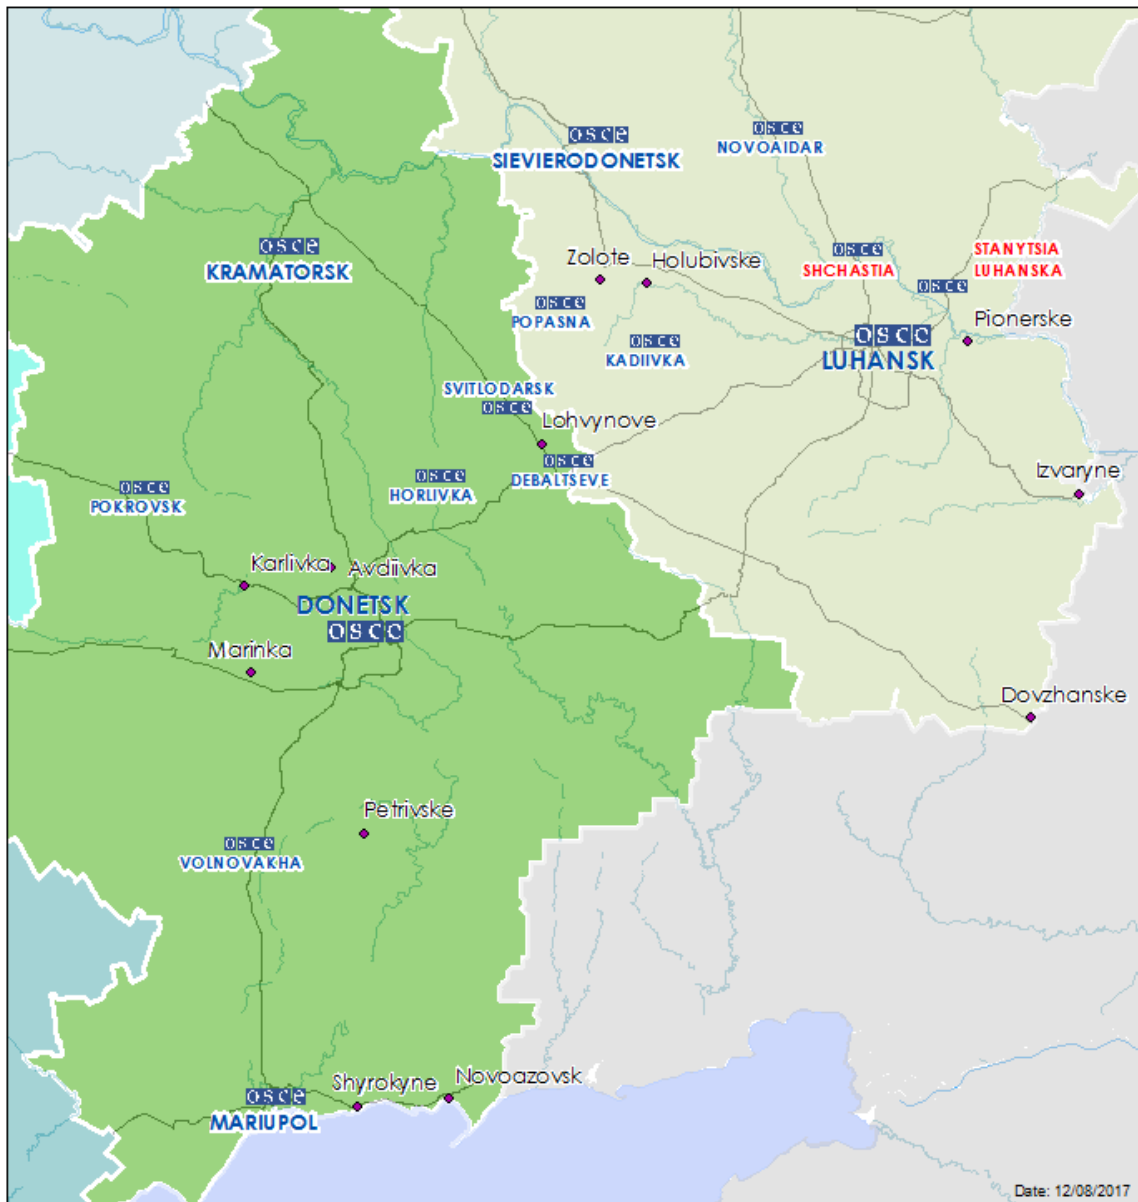 osce
SIEVIERODONETSK
osce
NOVOAIDAR
osce
KRAMATORSK
Zolote
Holubivske
osce
SHCHASTIA
STANYTSIA
LUHANSKA
osce
osce
POPASNA
Pionerske
osce
LUHANSK
osce
KADIIVKA
SVITLODARSK
osce
Lohvynove
osce
DEBALTSEVE
osce
HORLIVKA
Izvaryne
osce
POKROVSK
Karlivka
Avdiivka
DONETSK
osce
Marinka
Dovzhanske
Petrivske
osce
VOLNOVAKHA
osce
MARIUPOL
Shyrokyne
Novoazovsk
Date: 12/08/2017